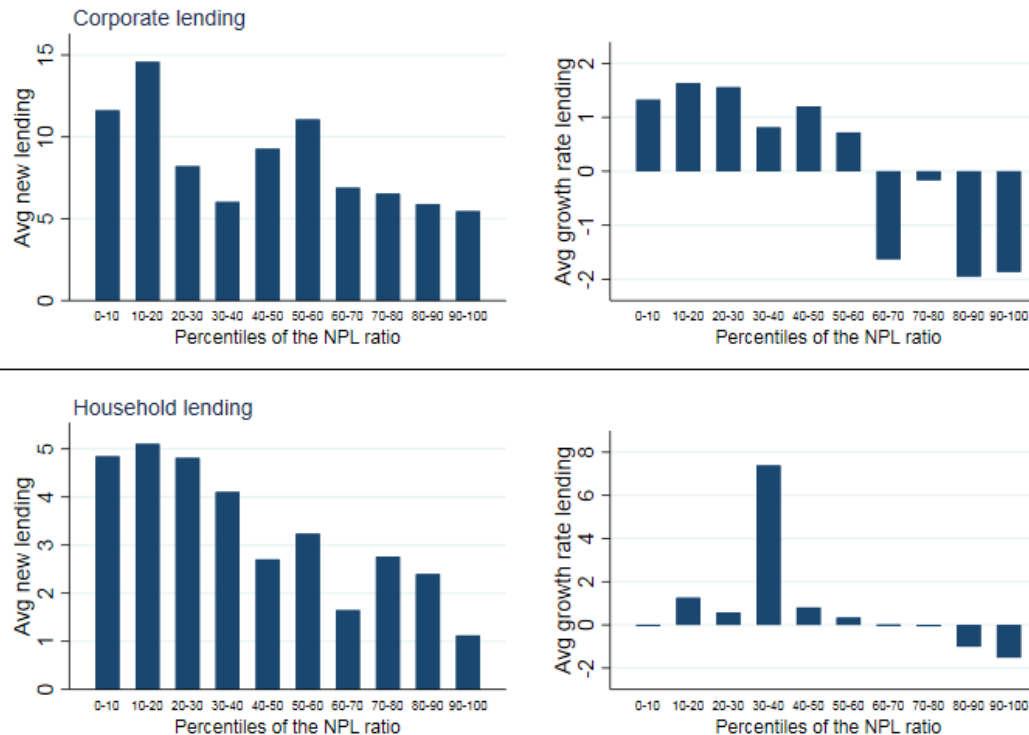 Corporate lending
Avg new lending
15
10
5
0
0-10 10-20 20-30 30-40 40-50 50-60 60-70 70-80 80-90 90-100
Percentiles of the NPL ratio
Avg growth rate lending
2
1
0
-1
-2
0-10 10-20 20-30 30-40 40-50 50-60 60-70 70-80 80-90 90-100
Percentiles of the NPL ratio
Household lending
Avg new lending
5
4
3
2
1
0
0-10 10-20 20-30 30-40 40-50 50-60 60-70 70-80 80-90 90-100
Percentiles of the NPL ratio
Avg growth rate lending
8
6
4
2
0
-2
0-10 10-20 20-30 30-40 40-50 50-60 60-70 70-80 80-90 90-100
Percentiles of the NPL ratio